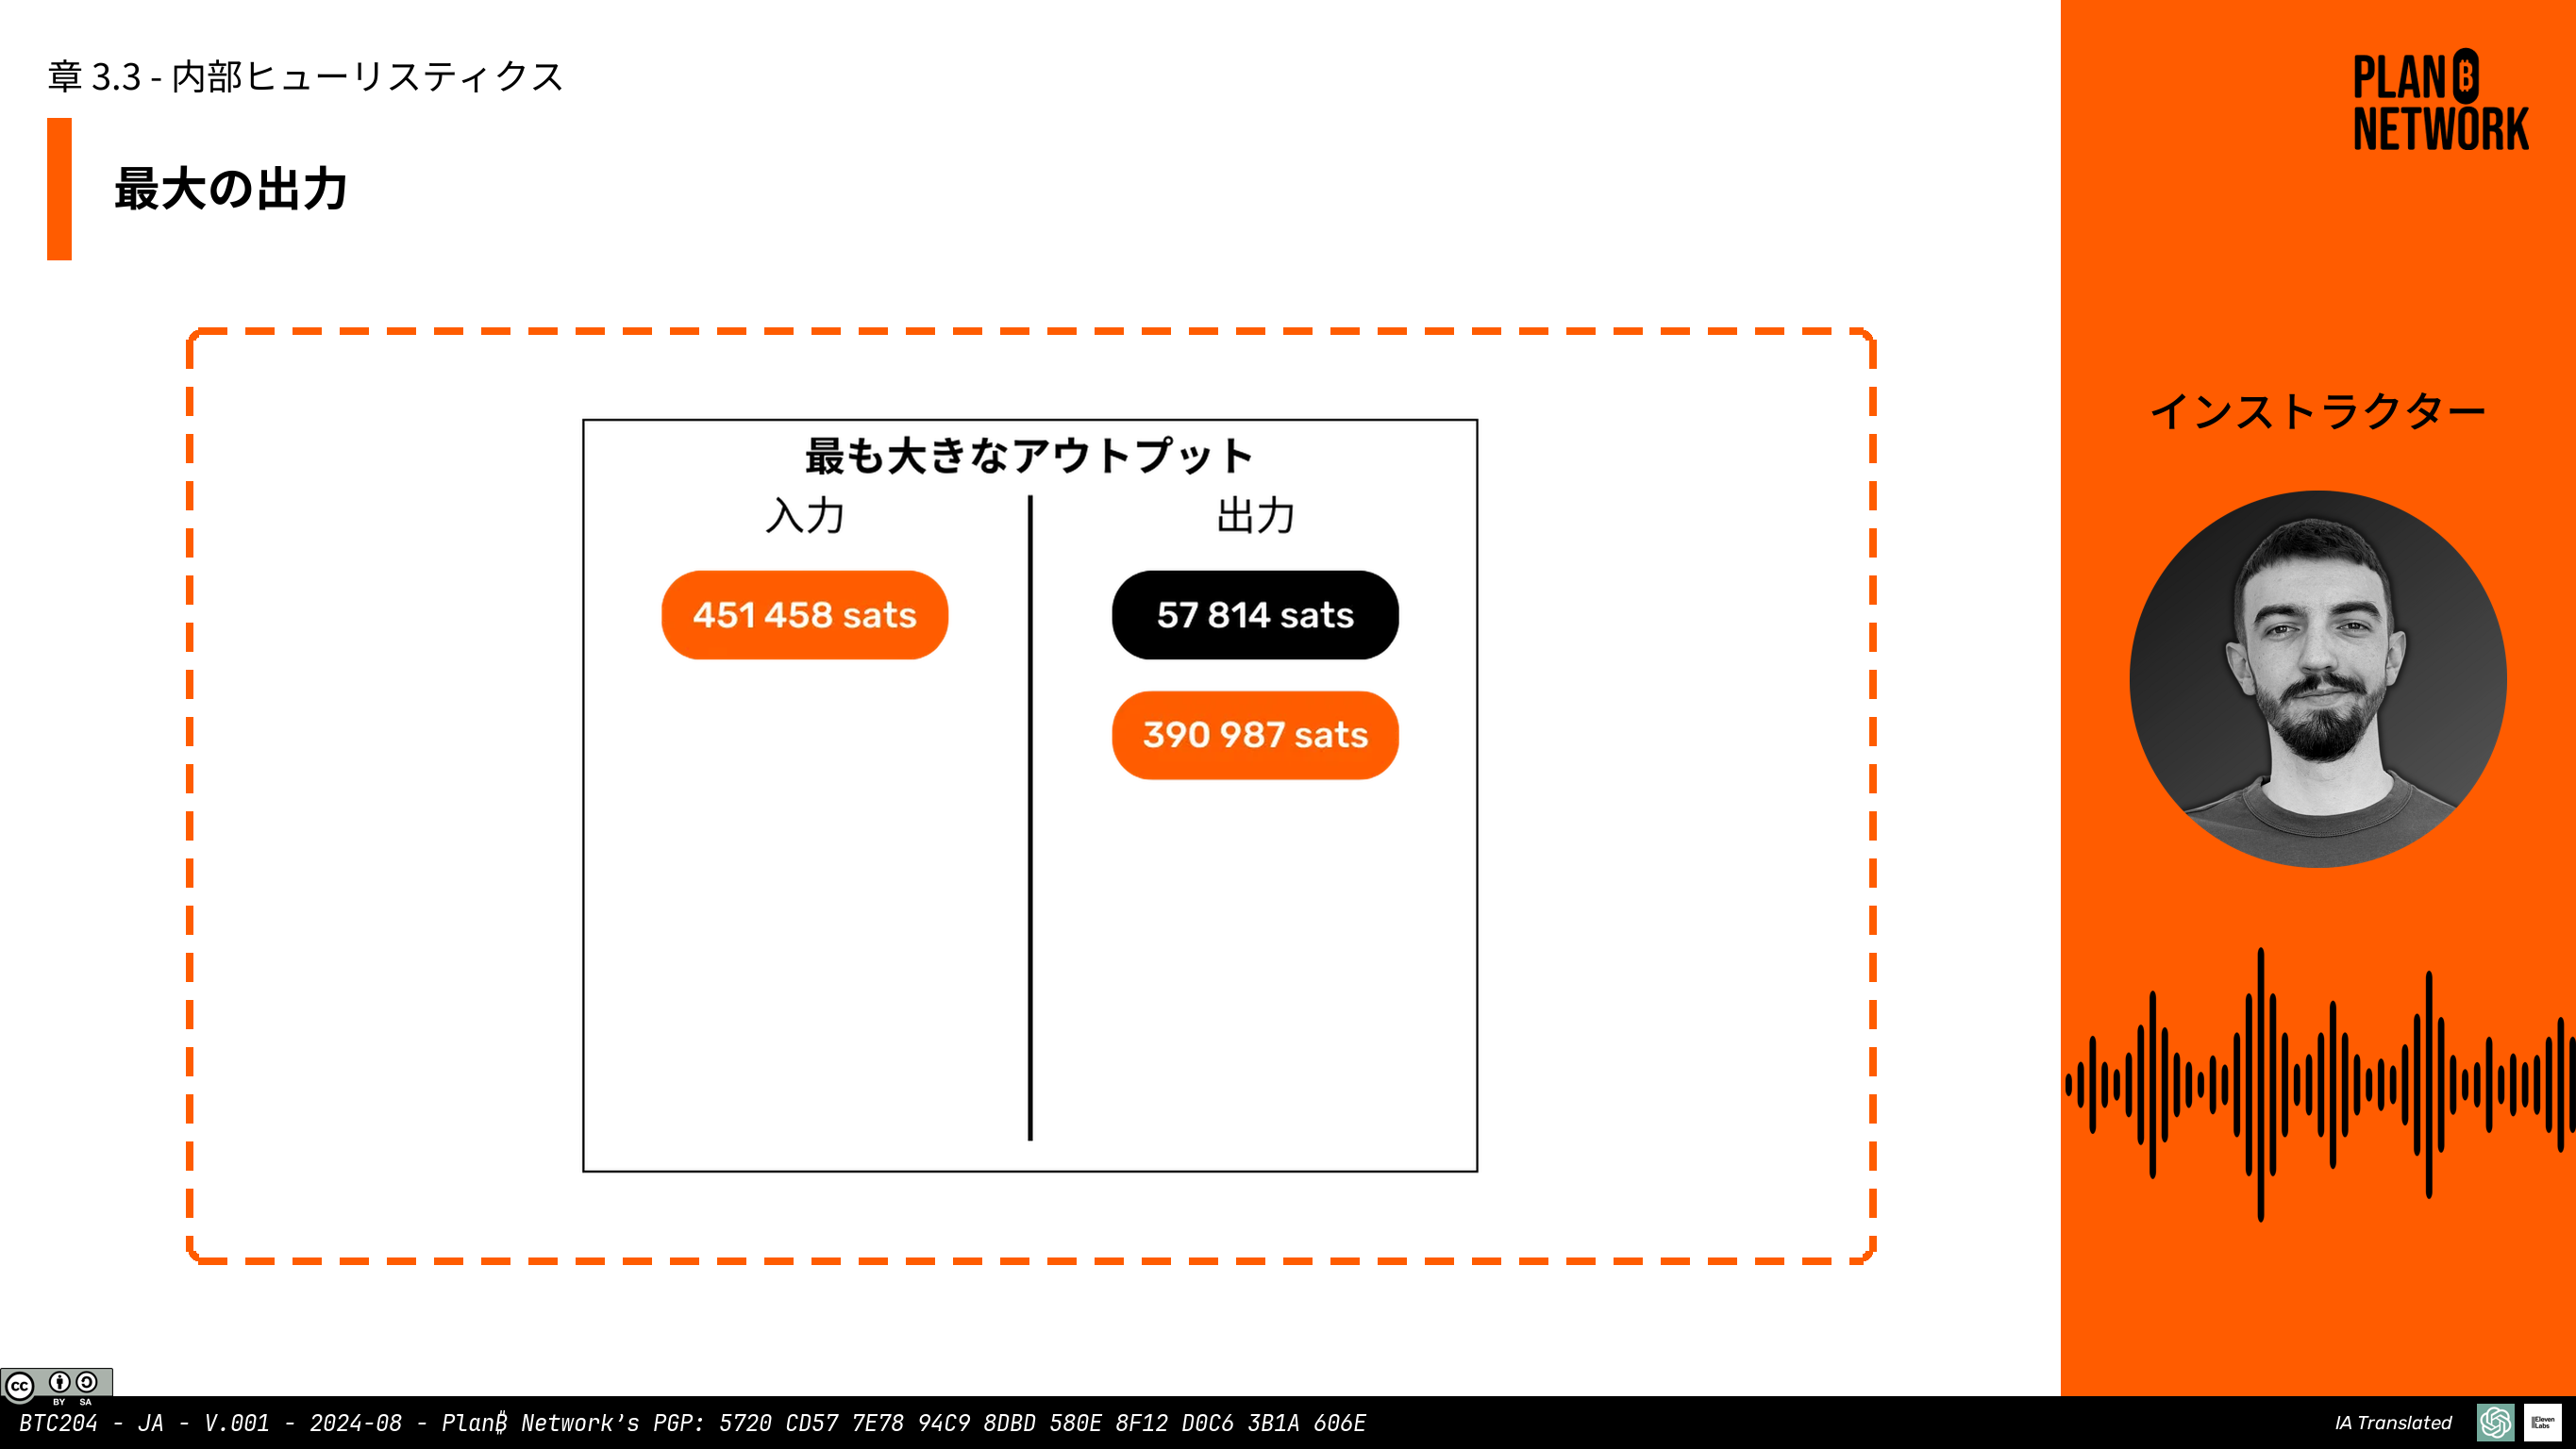 章 3.3 - 内部ヒューリスティクス
最大の出力
最も大きなアウトプット
入力
出力
451 458 sats
57 814 sats
390 987 sats
PLAN ₿
NETWORK
インストラクター
cc
BY SA
BTC204 - JA - V.001 - 2024-08 - Plan₿ Network's PGP: 5720 CD57 7E78 94C9 8DBD 580E 8F12 D0C6 3B1A 606E
IA Translated
IIElevenLabs